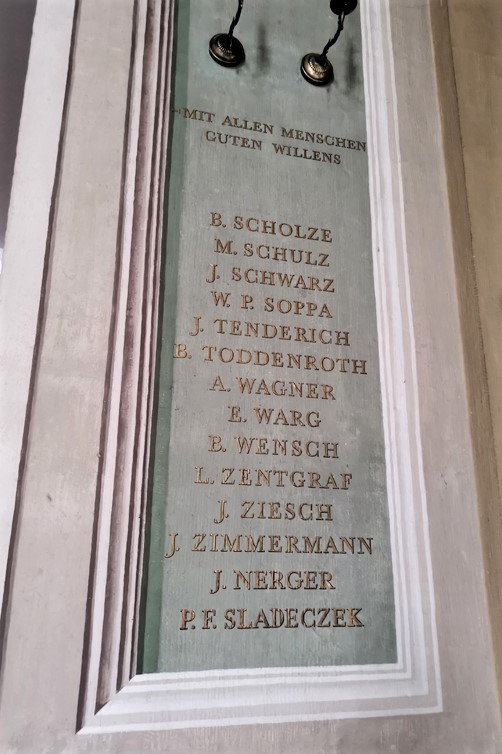 -MIT ALLEN MENSCHEN
GUTEN WILLENS
B. SCHOLZE
M. SCHULZ
J. SCHWARZ
W. P. SOPPA
J. TENDERICH
B. TODDENROTH
A. WAGNER
E. WARG
B. WENSCH
L. ZENTGRAF
J. ZIESCH
J. ZIMMERMANN
J. NERGER
P. F. SLADECZEK